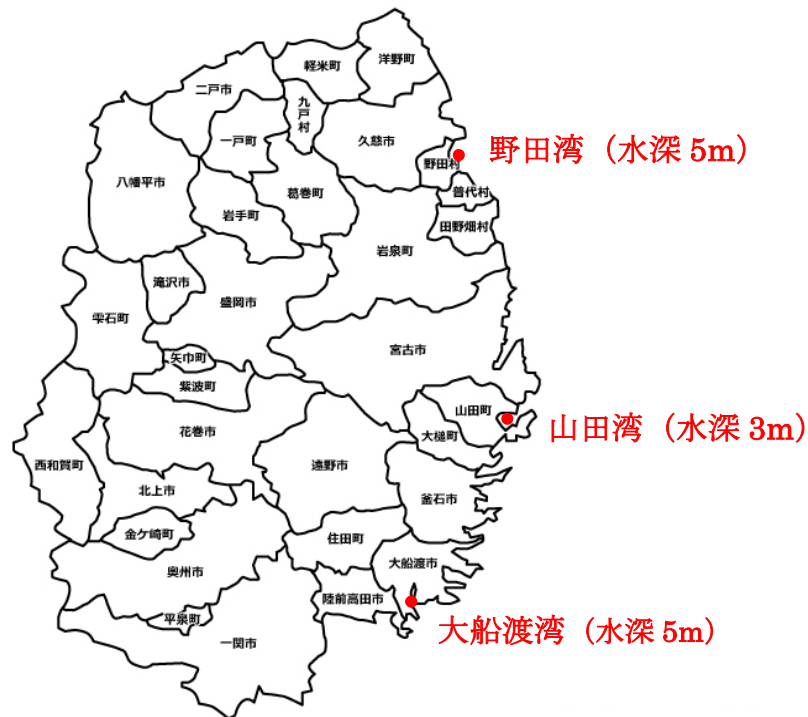 洋野町
軽米町
二戸市
九戸村
一戸町
久慈市
野田湾（水深 5m）
野田村
八幡平市
葛巻町
普代村
岩手町
田野畑村
岩泉町
滝沢市
盛岡市
雫石町
宮古市
矢巾町
紫波町
山田町
山田湾（水深 3m）
花巻市
大槌町
西和賀町
遠野市
北上市
釜石市
金ケ崎町
住田町
大船渡市
奥州市
陸前高田市
平泉町
大船渡湾（水深 5m）
一関市